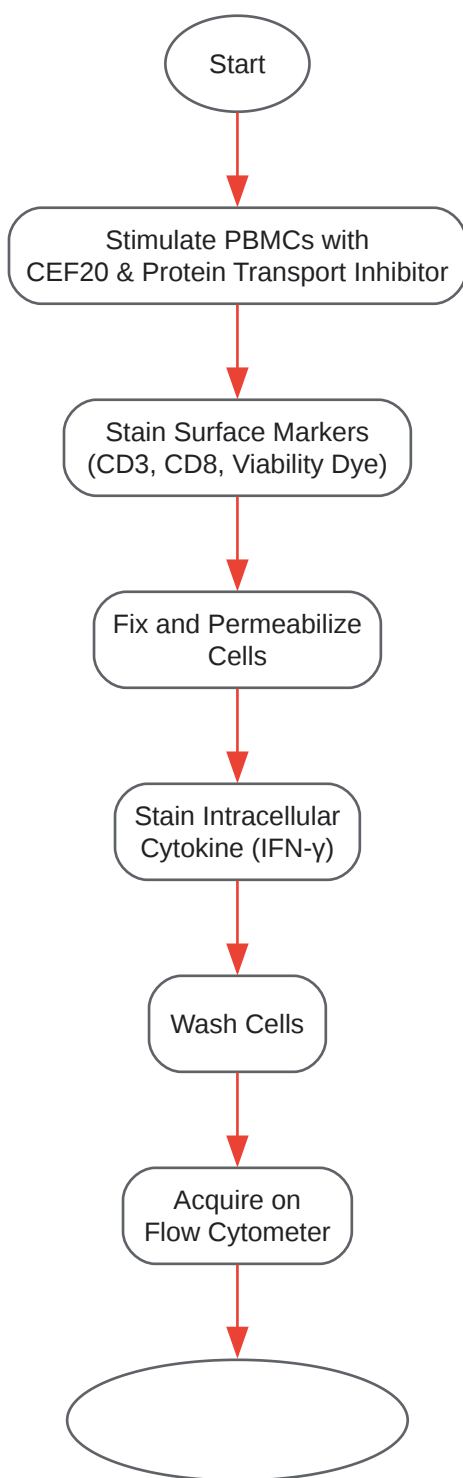 Start
Stimulate PBMCs with
CEF20 & Protein Transport Inhibitor
Stain Surface Markers
(CD3, CD8, Viability Dye)
Fix and Permeabilize
Cells
Stain Intracellular
Cytokine (IFN-γ)
Wash Cells
Acquire on
Flow Cytometer